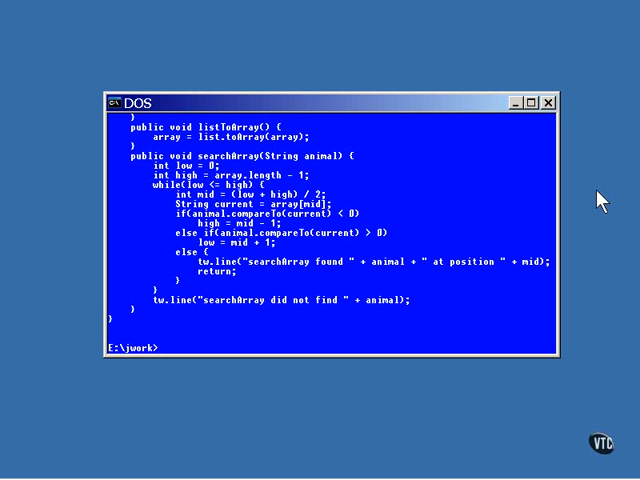 DOS
}
public void listToArray() {
array = list.toArray(array);
}
public void searchArray(String animal) {
int low = 0;
int high = array.length - 1;
while(low <= high) {
int mid = (low + high) / 2;
String current = array[mid];
if(animal.compareTo(current) < 0)
high = mid - 1;
else if(animal.compareTo(current) > 0)
low = mid + 1;
else {
tw.line("searchArray found " + animal + " at position " + mid);
return;
}
}
tw.line("searchArray did not find " + animal);
}
}
E:\jwork>
VTC